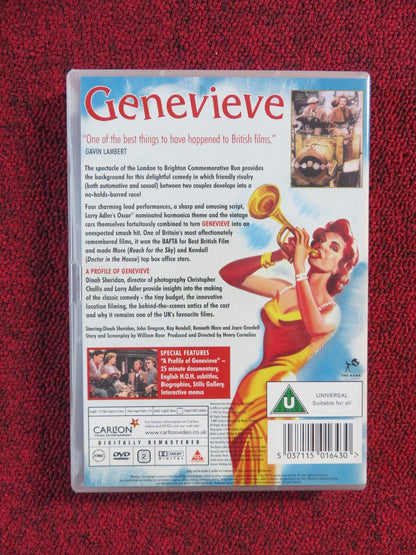 Genevieve
"One of the best things to have happened to British films."
GAVIN LAMBERT
The spectacle of the London to Brighton Commemorative Run provides
the background for this delightful comedy in which friendly rivalry
(both automotive and sexual) between two couples develops into a
no-holds-barred race!
Four charming lead performances, a sharp and amusing script,
Larry Adler's Oscar® nominated harmonica theme and the vintage
cars themselves fortuitously combined to turn GENEVIEVE into an
unexpected smash hit. One of Britain's most affectionately
remembered films, it won the BAFTA for Best British Film
and made More (Reach for the Sky) and Kendall
(Doctor in the House) top box office stars.
A PROFILE OF GENEVIEVE
Dinah Sheridan, director of photography Christopher
Challis and Larry Adler provide insights into the making
of the classic comedy - the tiny budget, the innovative
location filming, the behind-the-scenes antics of the cast
and why it remains one of the UK's favourite films.
Starring: Dinah Sheridan, John Gregson, Kay Kendall, Kenneth More and Joyce Grenfell
Story and Screenplay by William Rose Produced and Directed by Henry Cornelius
SPECIAL FEATURES
"A Profile of Genevieve" -
25 minute documentary,
English H.O.H. subtitles,
Biographies, Stills Gallery,
Interactive menus
U
UNIVERSAL
Suitable for all
CARLTON
VISUAL ENTERTAINMENT
www.carltonvideo.co.uk
DIGITALLY REMASTERED
DVD
2
DOLBY
DIGITAL
PAL
5 037115 016430 >